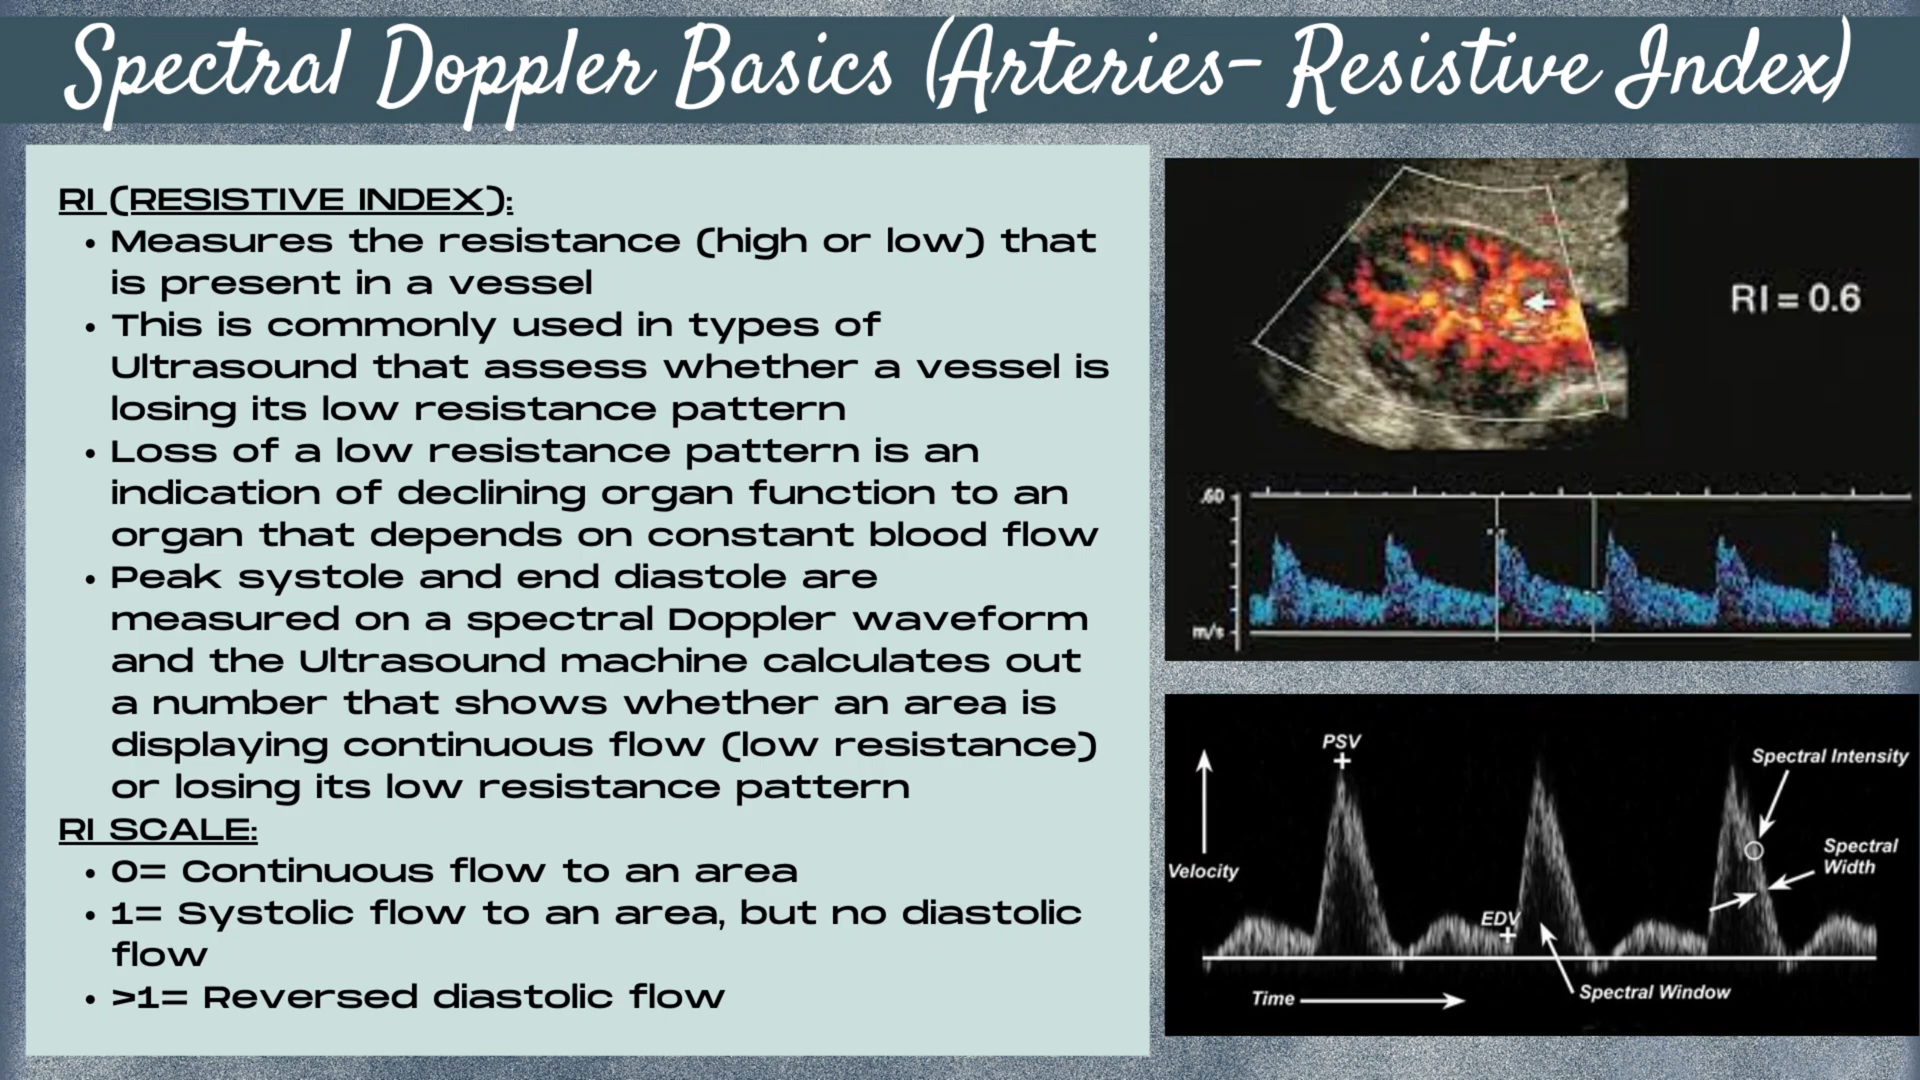 Spectral Doppler Basics (Arteries- Resistive Index)
RI (RESISTIVE INDEX):
• Measures the resistance (high or low) that
is present in a vessel
• This is commonly used in types of
Ultrasound that assess whether a vessel is
losing its low resistance pattern
• Loss of a low resistance pattern is an
indication of declining organ function to an
organ that depends on constant blood flow
• Peak systole and end diastole are
measured on a spectral Doppler waveform
and the Ultrasound machine calculates out
a number that shows whether an area is
displaying continuous flow (low resistance)
or losing its low resistance pattern
RI SCALE:
• 0= Continuous flow to an area
• 1= Systolic flow to an area, but no diastolic
flow
• >1= Reversed diastolic flow
RI = 0.6
.60
m/s
PSV
Spectral Intensity
Spectral
Width
Velocity
EDV
Spectral Window
Time